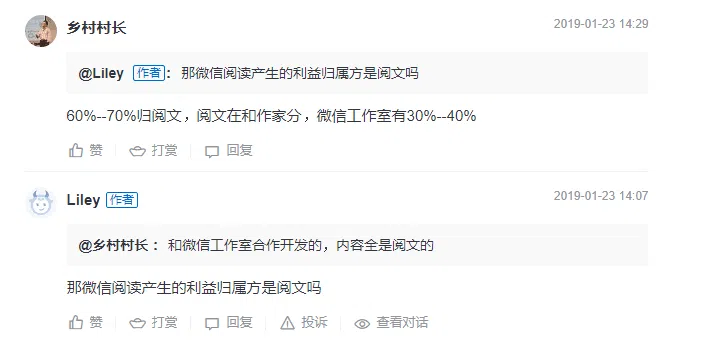 乡村村长
2019-01-23 14:29
@Liley 作者： 那微信阅读产生的利益归属方是阅文吗
60%--70%归阅文，阅文在和作家分，微信工作室有30%--40%
赞 打赏 回复
Liley 作者
2019-01-23 14:07
@乡村村长： 和微信工作室合作开发的，内容全是阅文的
那微信阅读产生的利益归属方是阅文吗
赞 打赏 回复 投诉 查看对话